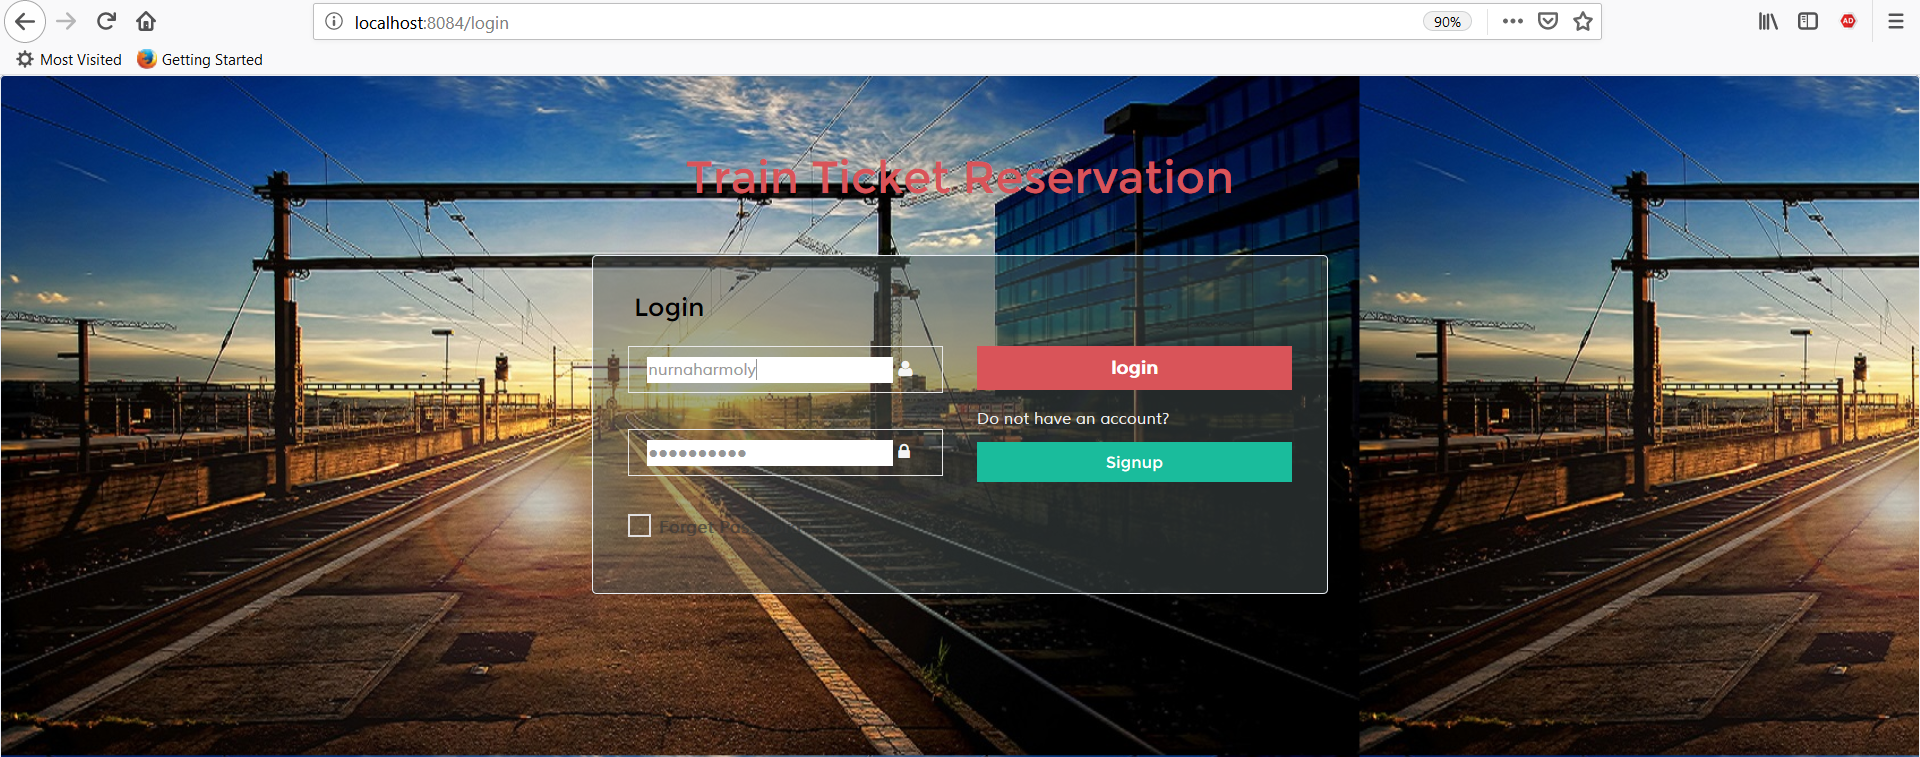 localhost:8084/login
90%
Most Visited
Getting Started
Train Ticket Reservation
Login
nurnaharmoly
login
Do not have an account?
Signup
Forget